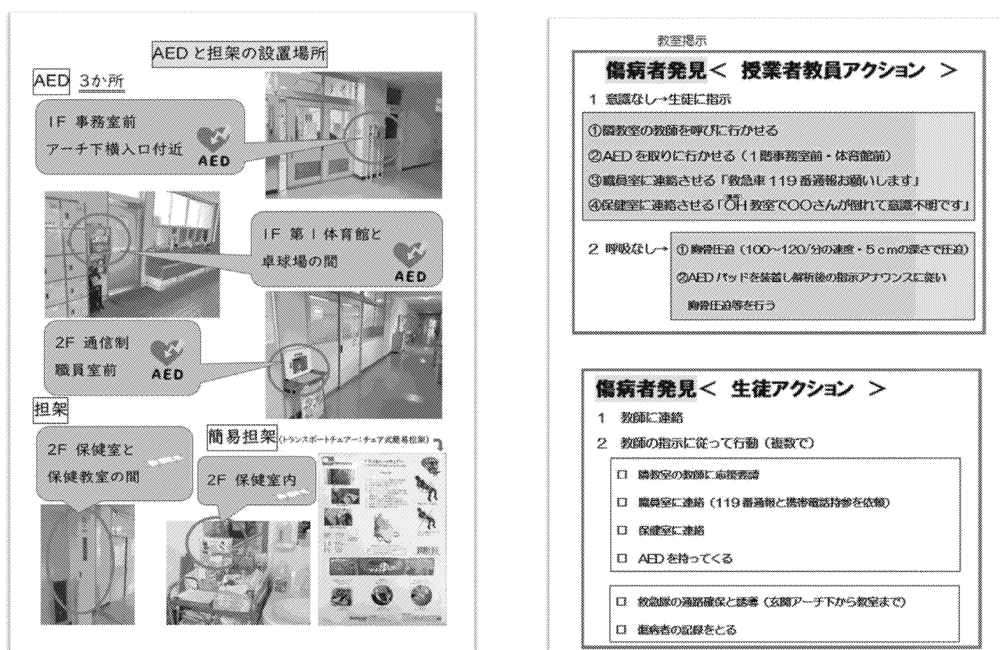 AEDと担架の設置場所
AED 3か所
1F 事務室前
アーチ下横入口付近
AED
1F 第1体育館と
卓球場の間
AED
2F 通信制
職員室前
AED
担架
2F 保健室と
保健教室の間
簡易担架(トランスポートチェアー:チェア式簡易担架)
2F 保健室内
教室掲示
傷病者発見< 授業者教員アクション >
1 意識なし→生徒に指示
①隣教室の教師を呼びに行かせる
②AEDを取りに行かせる(1階事務室前・体育館前)
③職員室に連絡させる「救急車119番通報お願いします」
④保健室に連絡させる「〇H教室で〇〇さんが倒れて意識不明です」
2 呼吸なし→ ①胸骨圧迫(100~120/分の速度・5cmの深さで圧迫)
②AEDパッドを装着し解析後の指示アナウンスに従い
胸骨圧迫等を行う
傷病者発見< 生徒アクション >
1 教師に連絡
2 教師の指示に従って行動(複数で)
□ 隣教室の教師に応援要請
□ 職員室に連絡(119番通報と携帯電話持参を依頼)
□ 保健室に連絡
□ AEDを持ってくる
□ 救急隊の通路確保と誘導(玄関アーチ下から教室まで)
□ 傷病者の記録をとる